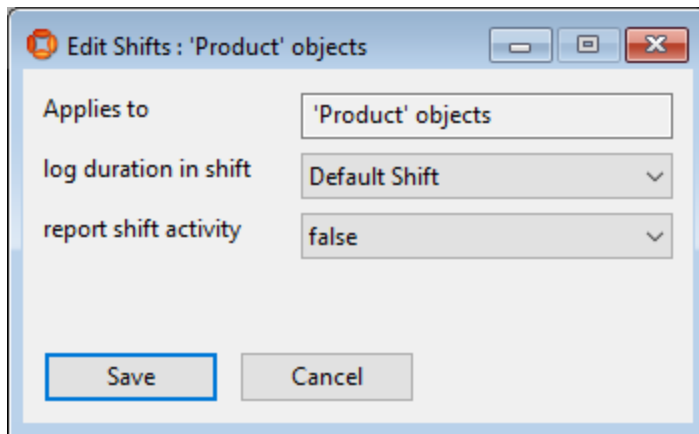 Edit Shifts : 'Product' objects
Applies to
'Product' objects
log duration in shift
Default Shift
report shift activity
false
Save
Cancel